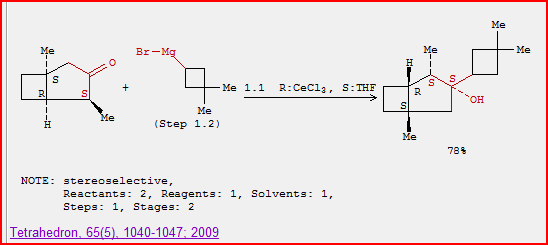 Me
S
O
R
S
H
Me
+
Br-Mg
Me
Me
(Step 1.2)
1.1 R:CeCl3, S:THF
OH
Me
Me
Me
H
S
S
R
OH
S
Me
78%
NOTE: stereoselective,
Reactants: 2, Reagents: 1, Solvents: 1,
Steps: 1, Stages: 2
Tetrahedron, 65(5), 1040-1047; 2009